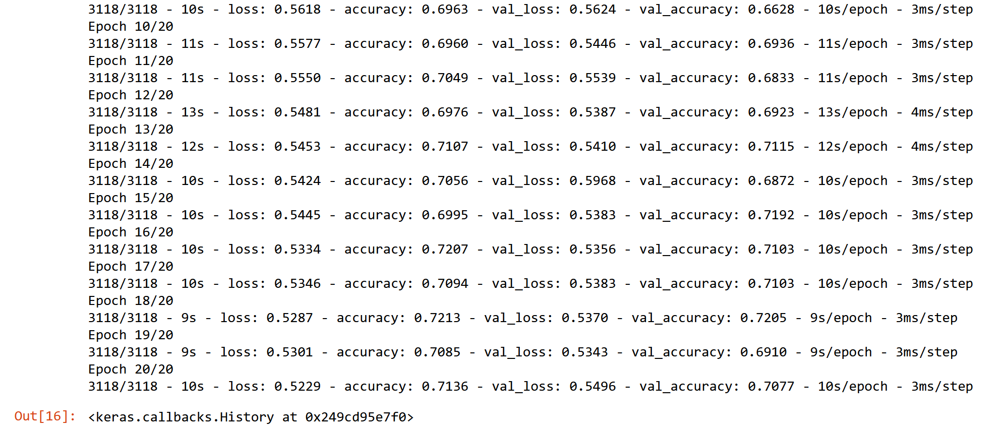 3118/3118 - 10s - loss: 0.5618 - accuracy: 0.6963 - val_loss: 0.5624 - val_accuracy: 0.6628 - 10s/epoch - 3ms/step
Epoch 10/20
3118/3118 - 11s - loss: 0.5577 - accuracy: 0.6960 - val_loss: 0.5446 - val_accuracy: 0.6936 - 11s/epoch - 3ms/step
Epoch 11/20
3118/3118 - 11s - loss: 0.5550 - accuracy: 0.7049 - val_loss: 0.5539 - val_accuracy: 0.6833 - 11s/epoch - 3ms/step
Epoch 12/20
3118/3118 - 13s - loss: 0.5481 - accuracy: 0.6976 - val_loss: 0.5387 - val_accuracy: 0.6923 - 13s/epoch - 4ms/step
Epoch 13/20
3118/3118 - 12s - loss: 0.5453 - accuracy: 0.7107 - val_loss: 0.5410 - val_accuracy: 0.7115 - 12s/epoch - 4ms/step
Epoch 14/20
3118/3118 - 10s - loss: 0.5424 - accuracy: 0.7056 - val_loss: 0.5968 - val_accuracy: 0.6872 - 10s/epoch - 3ms/step
Epoch 15/20
3118/3118 - 10s - loss: 0.5445 - accuracy: 0.6995 - val_loss: 0.5383 - val_accuracy: 0.7192 - 10s/epoch - 3ms/step
Epoch 16/20
3118/3118 - 10s - loss: 0.5334 - accuracy: 0.7207 - val_loss: 0.5356 - val_accuracy: 0.7103 - 10s/epoch - 3ms/step
Epoch 17/20
3118/3118 - 10s - loss: 0.5346 - accuracy: 0.7094 - val_loss: 0.5383 - val_accuracy: 0.7103 - 10s/epoch - 3ms/step
Epoch 18/20
3118/3118 - 9s - loss: 0.5287 - accuracy: 0.7213 - val_loss: 0.5370 - val_accuracy: 0.7205 - 9s/epoch - 3ms/step
Epoch 19/20
3118/3118 - 9s - loss: 0.5301 - accuracy: 0.7085 - val_loss: 0.5343 - val_accuracy: 0.6910 - 9s/epoch - 3ms/step
Epoch 20/20
3118/3118 - 10s - loss: 0.5229 - accuracy: 0.7136 - val_loss: 0.5496 - val_accuracy: 0.7077 - 10s/epoch - 3ms/step
Out[16]: <keras.callbacks.History at 0x249cd95e7f0>